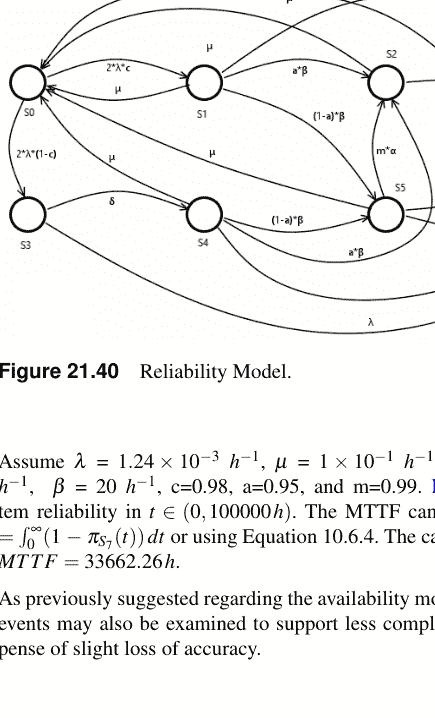 μ
S2
2*λ*c
a*β
μ
S0
S1
(1-a)*β
2*λ*(1-c)
μ
μ
m*α
S5
δ
(1-a)*β
S3
S4
a*β
λ
Figure 21.40 Reliability Model.
Assume λ = 1.24 × 10⁻³ h⁻¹, μ = 1 × 10⁻¹ h⁻¹
h⁻¹, β = 20 h⁻¹, c=0.98, a=0.95, and m=0.99.
tem reliability in t ∈ (0,100000h). The MTTF can
= ∫₀^∞(1 − π_{S₇}(t)) dt or using Equation 10.6.4. The ca
MTTF = 33662.26h.
As previously suggested regarding the availability mo
events may also be examined to support less compl
pense of slight loss of accuracy.